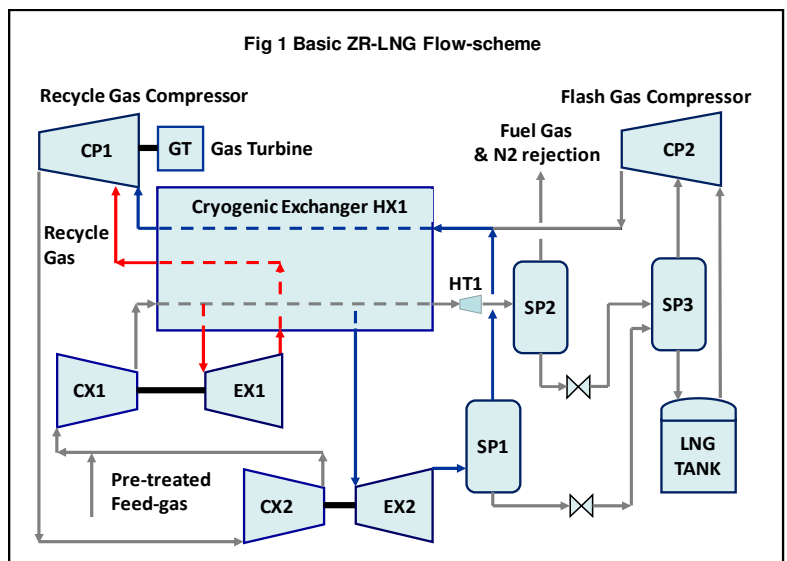 Fig 1 Basic ZR-LNG Flow-scheme
Recycle Gas Compressor
Flash Gas Compressor
CP1
GT
Gas Turbine
Fuel Gas
& N2 rejection
CP2
Cryogenic Exchanger HX1
Recycle
Gas
HT1
SP2
SP3
CX1
EX1
SP1
LNG
TANK
Pre-treated
Feed-gas
CX2
EX2